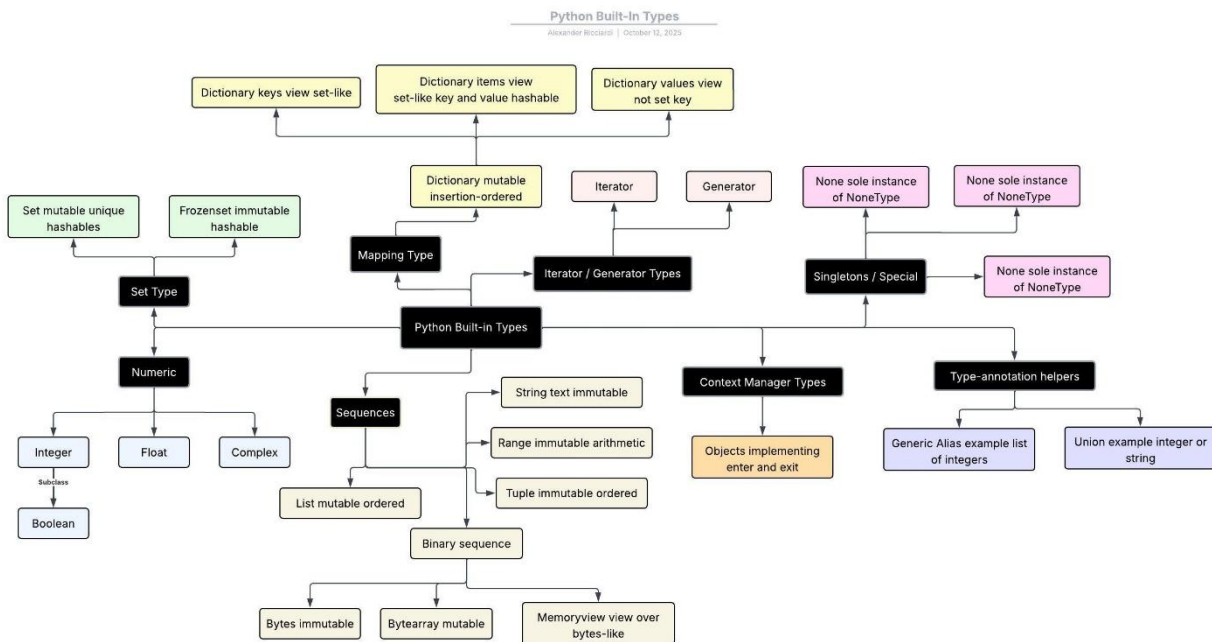 Python Built-In Types
Alexander Ricciardi | October 12, 2025
Dictionary keys view set-like
Dictionary items view
set-like key and value hashable
Dictionary values view
not set key
Dictionary mutable
insertion-ordered
Iterator
Generator
None sole instance
of NoneType
None sole instance
of NoneType
Set mutable unique
hashables
Frozenset immutable
hashable
Mapping Type
Iterator / Generator Types
Singletons / Special
None sole instance
of NoneType
Set Type
Python Built-in Types
Numeric
Context Manager Types
Type-annotation helpers
Sequences
String text immutable
Integer
Float
Complex
Range immutable arithmetic
Objects implementing
enter and exit
Generic Alias example list
of integers
Union example integer or
string
Subclass
List mutable ordered
Tuple immutable ordered
Boolean
Binary sequence
Bytes immutable
Bytearray mutable
Memoryview view over
bytes-like